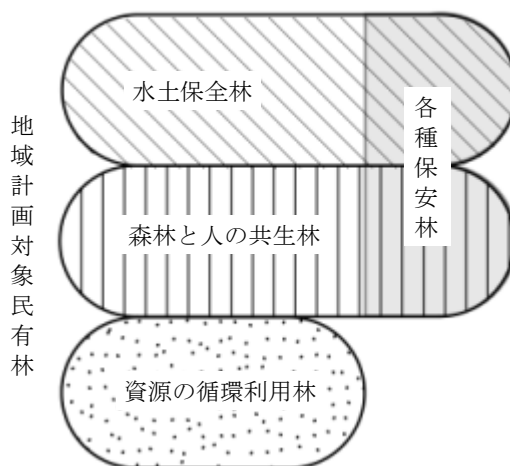 地域計画対象民有林
水土保全林
各種保安林
森林と人の共生林
資源の循環利用林